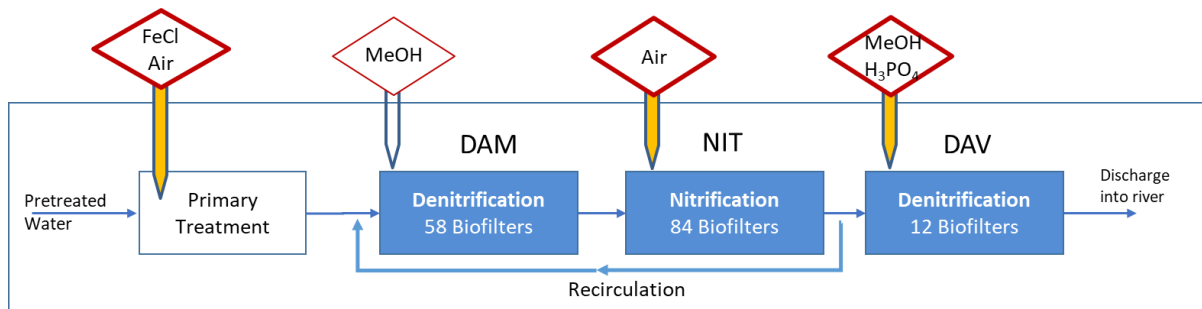 FeCl
Air
MeOH
Air
MeOH
H₃PO₄
DAM
NIT
DAV
Pretreated
Water
Primary
Treatment
Denitrification
58 Biofilters
Nitrification
84 Biofilters
Denitrification
12 Biofilters
Discharge
into river
Recirculation